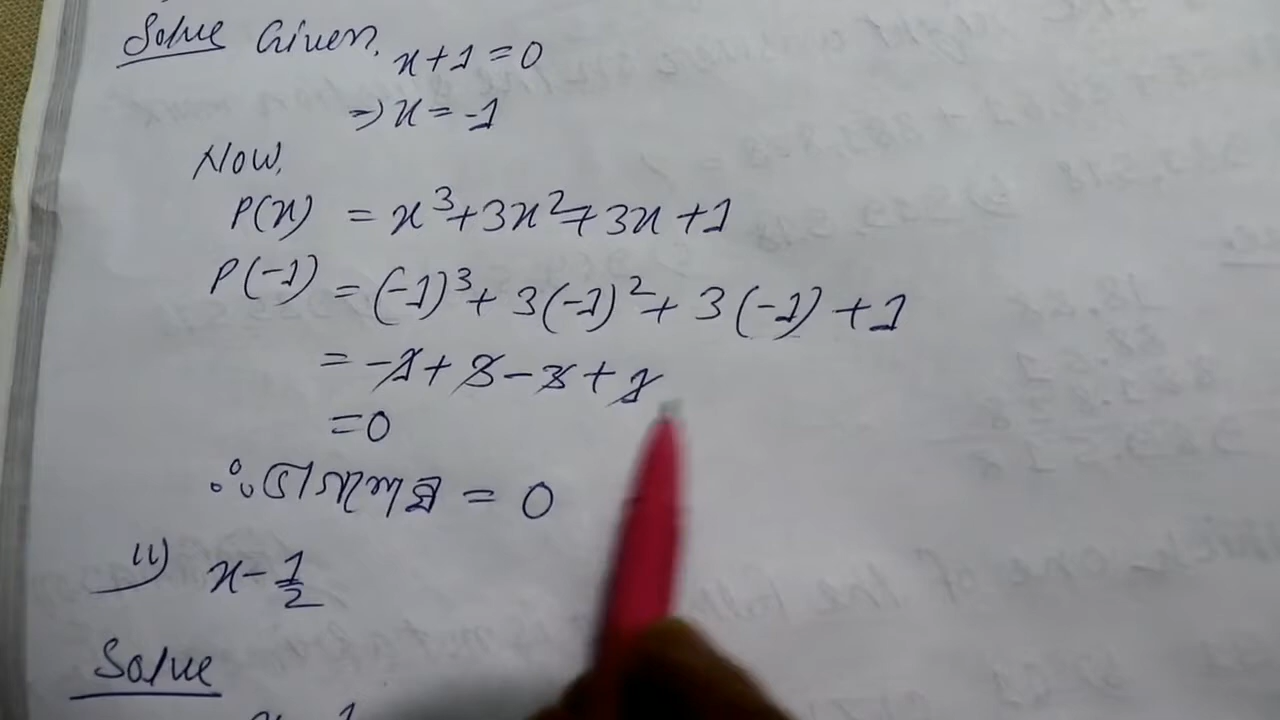 Solve Given, x+1=0
⇒ x = -1
Now,
P(x) = x³+3x²+3x+1
P(-1) = (-1)³+ 3(-1)²+ 3(-1) +1
= -1+3-3+1
=0
∴ ভাগশেষ = 0
ii) x - 1/2
Solve